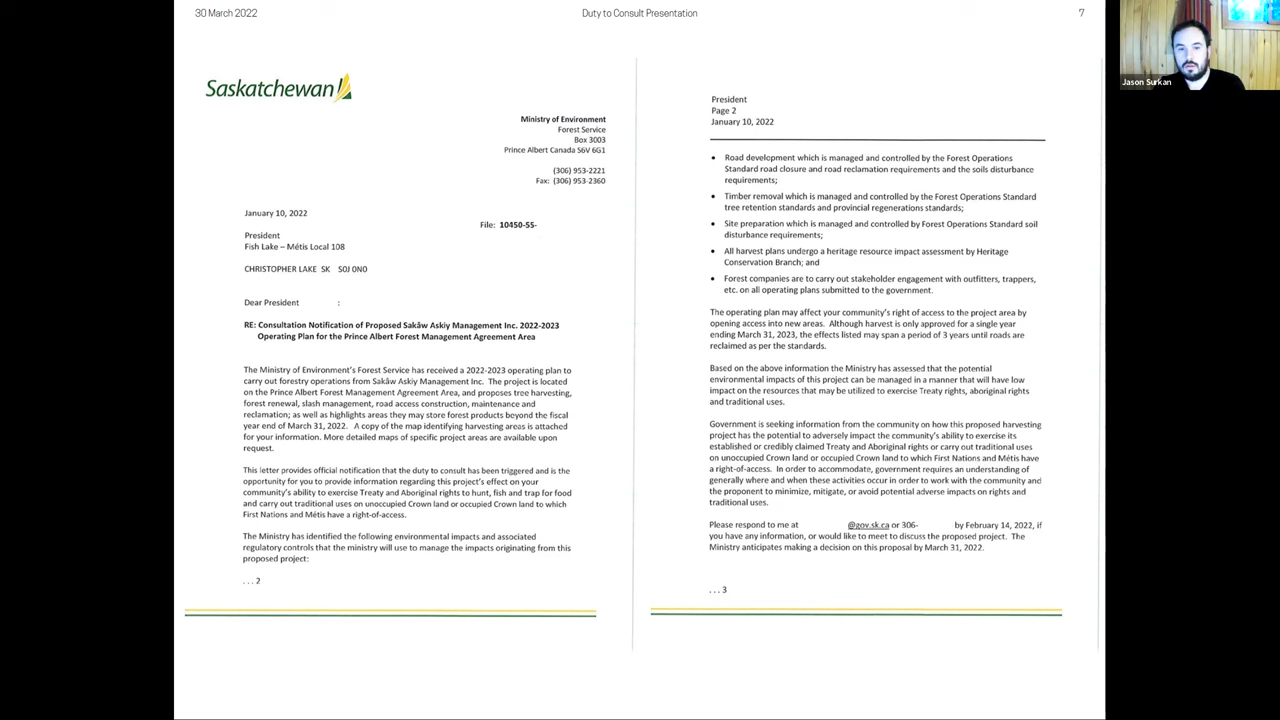 30 March 2022
Duty to Consult Presentation
7
Saskatchewan
Ministry of Environment
Forest Service
Box 3003
Prince Albert Canada S6V 6G1
(306) 953-2221
Fax: (306) 953-2360
January 10, 2022
File: 10450-55-
President
Fish Lake – Métis Local 108
CHRISTOPHER LAKE SK S0J 0N0
Dear President :
RE: Consultation Notification of Proposed Sakâw Askiy Management Inc. 2022-2023
Operating Plan for the Prince Albert Forest Management Agreement Area
The Ministry of Environment's Forest Service has received a 2022-2023 operating plan to
carry out forestry operations from Sakâw Askiy Management Inc. The project is located
on the Prince Albert Forest Management Agreement Area, and proposes tree harvesting,
forest renewal, slash management, road access construction, maintenance and
reclamation; as well as highlights areas they may store forest products beyond the fiscal
year end of March 31, 2022. A copy of the map identifying harvesting areas is attached
for your information. More detailed maps of specific project areas are available upon
request.
This letter provides official notification that the duty to consult has been triggered and is the
opportunity for you to provide information regarding this project's effect on your
community's ability to exercise Treaty and Aboriginal rights to hunt, fish and trap for food
and carry out traditional uses on unoccupied Crown land or occupied Crown land to which
First Nations and Métis have a right-of-access.
The Ministry has identified the following environmental impacts and associated
regulatory controls that the ministry will use to manage the impacts originating from this
proposed project:
. . . 2
President
Page 2
January 10, 2022
• Road development which is managed and controlled by the Forest Operations
Standard road closure and road reclamation requirements and the soils disturbance
requirements;
• Timber removal which is managed and controlled by the Forest Operations Standard
tree retention standards and provincial regenerations standards;
• Site preparation which is managed and controlled by Forest Operations Standard soil
disturbance requirements;
• All harvest plans undergo a heritage resource impact assessment by Heritage
Conservation Branch; and
• Forest companies are to carry out stakeholder engagement with outfitters, trappers,
etc. on all operating plans submitted to the government.
The operating plan may affect your community's right of access to the project area by
opening access into new areas. Although harvest is only approved for a single year
ending March 31, 2023, the effects listed may span a period of 3 years until roads are
reclaimed as per the standards.
Based on the above information the Ministry has assessed that the potential
environmental impacts of this project can be managed in a manner that will have low
impact on the resources that may be utilized to exercise Treaty rights, aboriginal rights
and traditional uses.
Government is seeking information from the community on how this proposed harvesting
project has the potential to adversely impact the community's ability to exercise its
established or credibly claimed Treaty and Aboriginal rights or carry out traditional uses
on unoccupied Crown land or occupied Crown land to which First Nations and Métis have
a right-of-access. In order to accommodate, government requires an understanding of
generally where and when these activities occur in order to work with the community and
the proponent to minimize, mitigate, or avoid potential adverse impacts on rights and
traditional uses.
Please respond to me at @gov.sk.ca or 306- by February 14, 2022, if
you have any information, or would like to meet to discuss the proposed project. The
Ministry anticipates making a decision on this proposal by March 31, 2022.
. . . 3
Jason Surkan